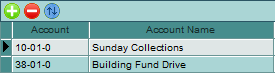 Account Account Name
10-01-0 Sunday Collections
38-01-0 Building Fund Drive